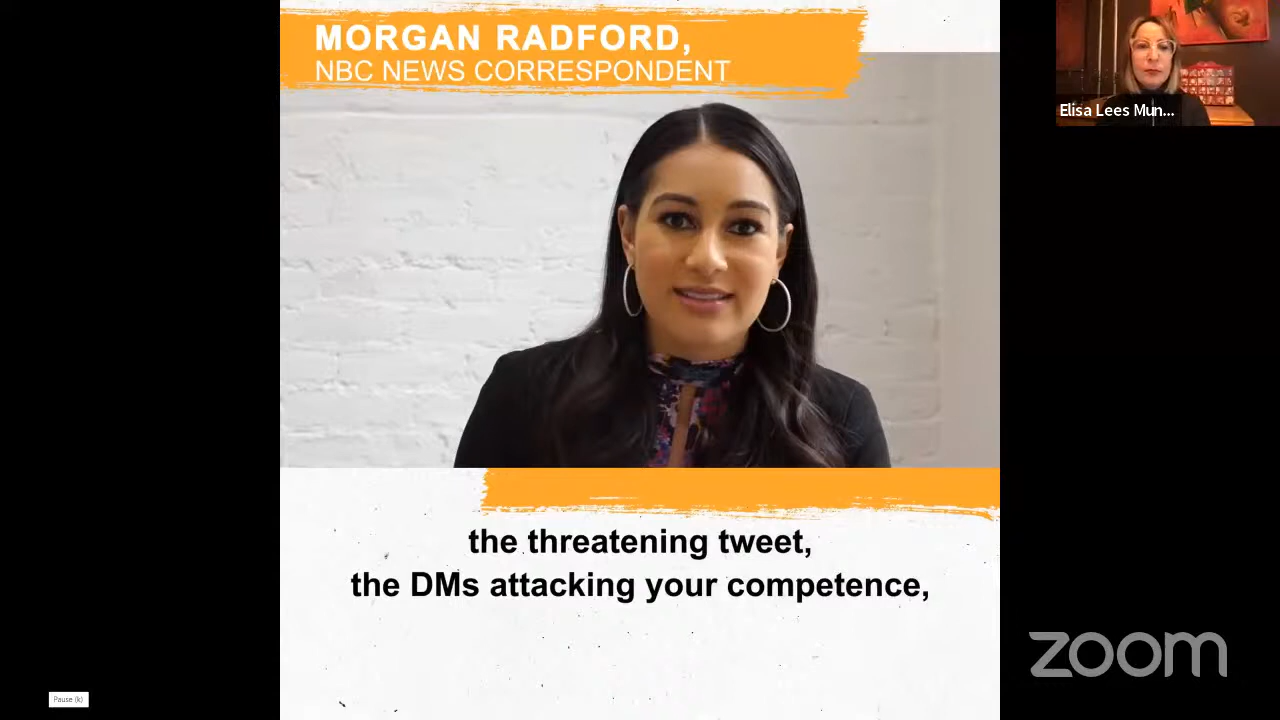 MORGAN RADFORD,
NBC NEWS CORRESPONDENT
Elisa Lees Mun...
the threatening tweet,
the DMs attacking your competence,
zoom
Pause (k)